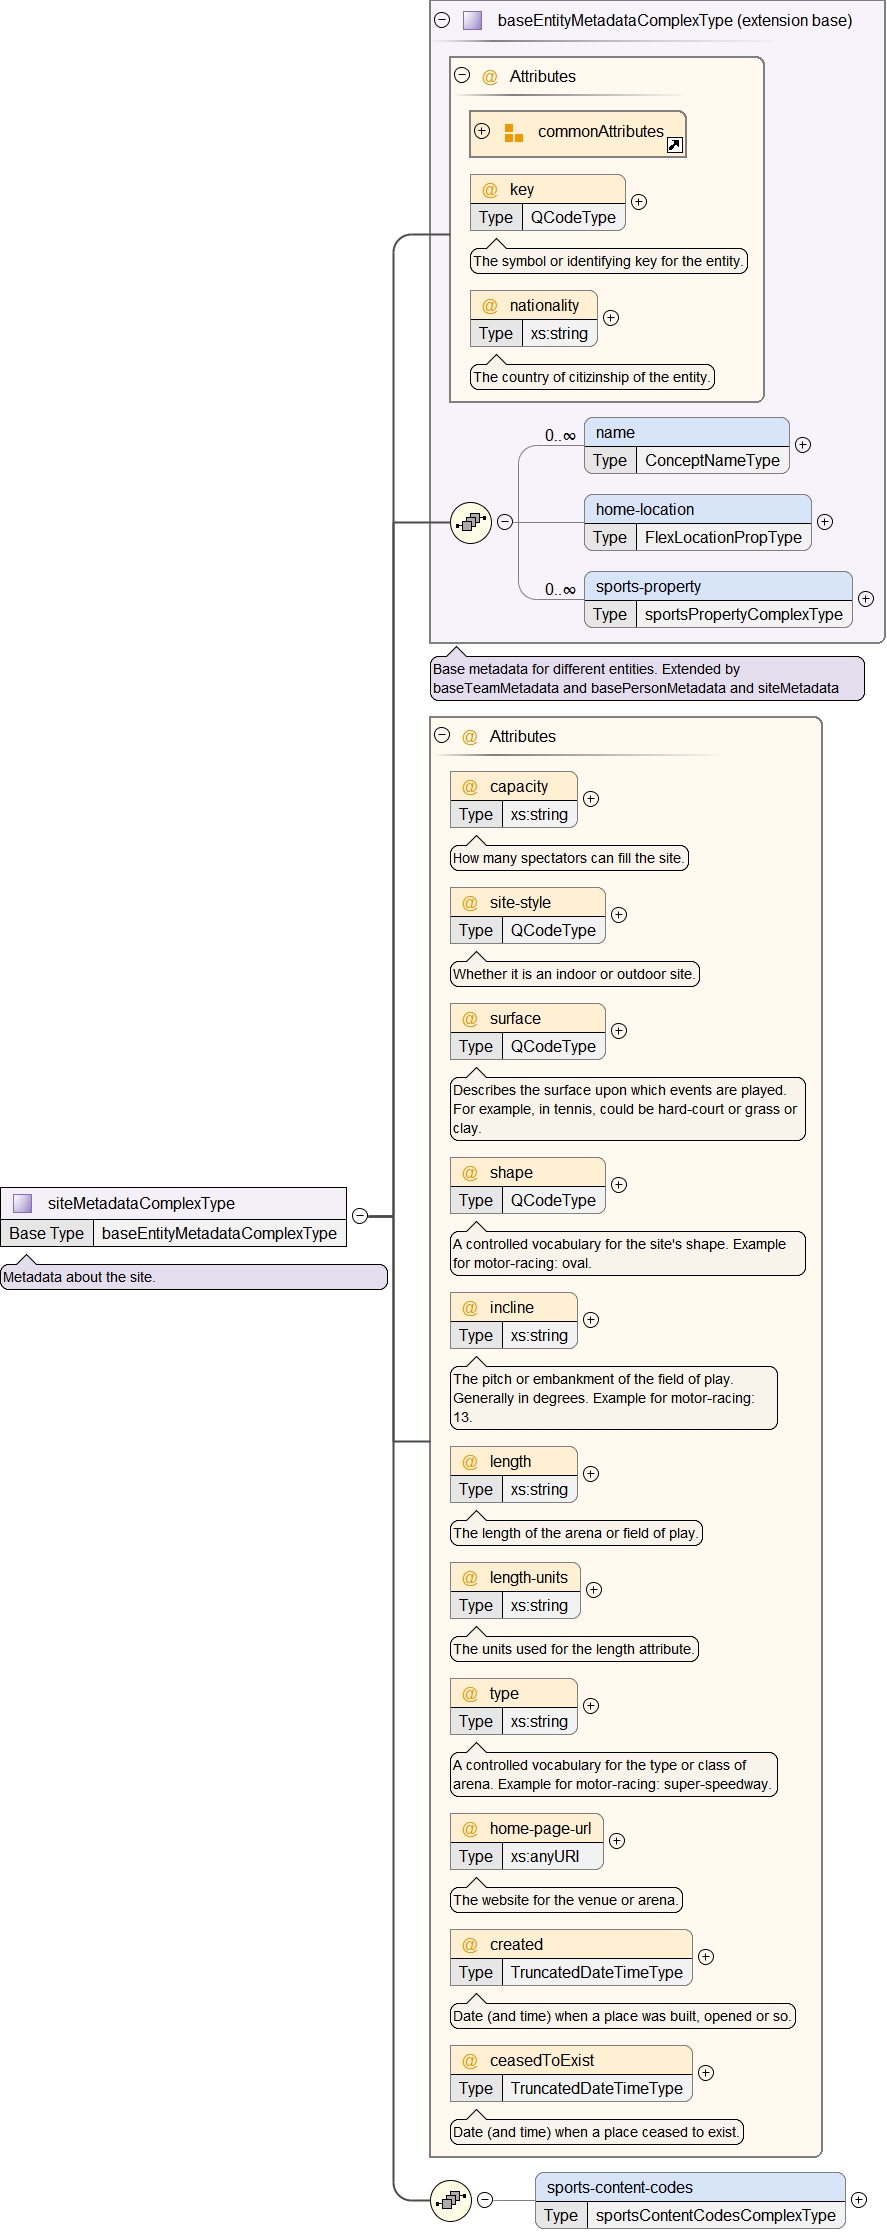 baseEntityMetadataComplexType (extension base)
@ Attributes
commonAttributes
@ key
Type QCodeType
The symbol or identifying key for the entity.
@ nationality
Type xs:string
The country of citizinship of the entity.
0..∞ name
Type ConceptNameType
home-location
Type FlexLocationPropType
0..∞ sports-property
Type sportsPropertyComplexType
Base metadata for different entities. Extended by
baseTeamMetadata and basePersonMetadata and siteMetadata
@ Attributes
@ capacity
Type xs:string
How many spectators can fill the site.
@ site-style
Type QCodeType
Whether it is an indoor or outdoor site.
@ surface
Type QCodeType
Describes the surface upon which events are played.
For example, in tennis, could be hard-court or grass or
clay.
@ shape
Type QCodeType
A controlled vocabulary for the site's shape. Example
for motor-racing: oval.
siteMetadataComplexType
Base Type baseEntityMetadataComplexType
Metadata about the site.
@ incline
Type xs:string
The pitch or embankment of the field of play.
Generally in degrees. Example for motor-racing:
13.
@ length
Type xs:string
The length of the arena or field of play.
@ length-units
Type xs:string
The units used for the length attribute.
@ type
Type xs:string
A controlled vocabulary for the type or class of
arena. Example for motor-racing: super-speedway.
@ home-page-url
Type xs:anyURI
The website for the venue or arena.
@ created
Type TruncatedDateTimeType
Date (and time) when a place was built, opened or so.
@ ceasedToExist
Type TruncatedDateTimeType
Date (and time) when a place ceased to exist.
sports-content-codes
Type sportsContentCodesComplexType